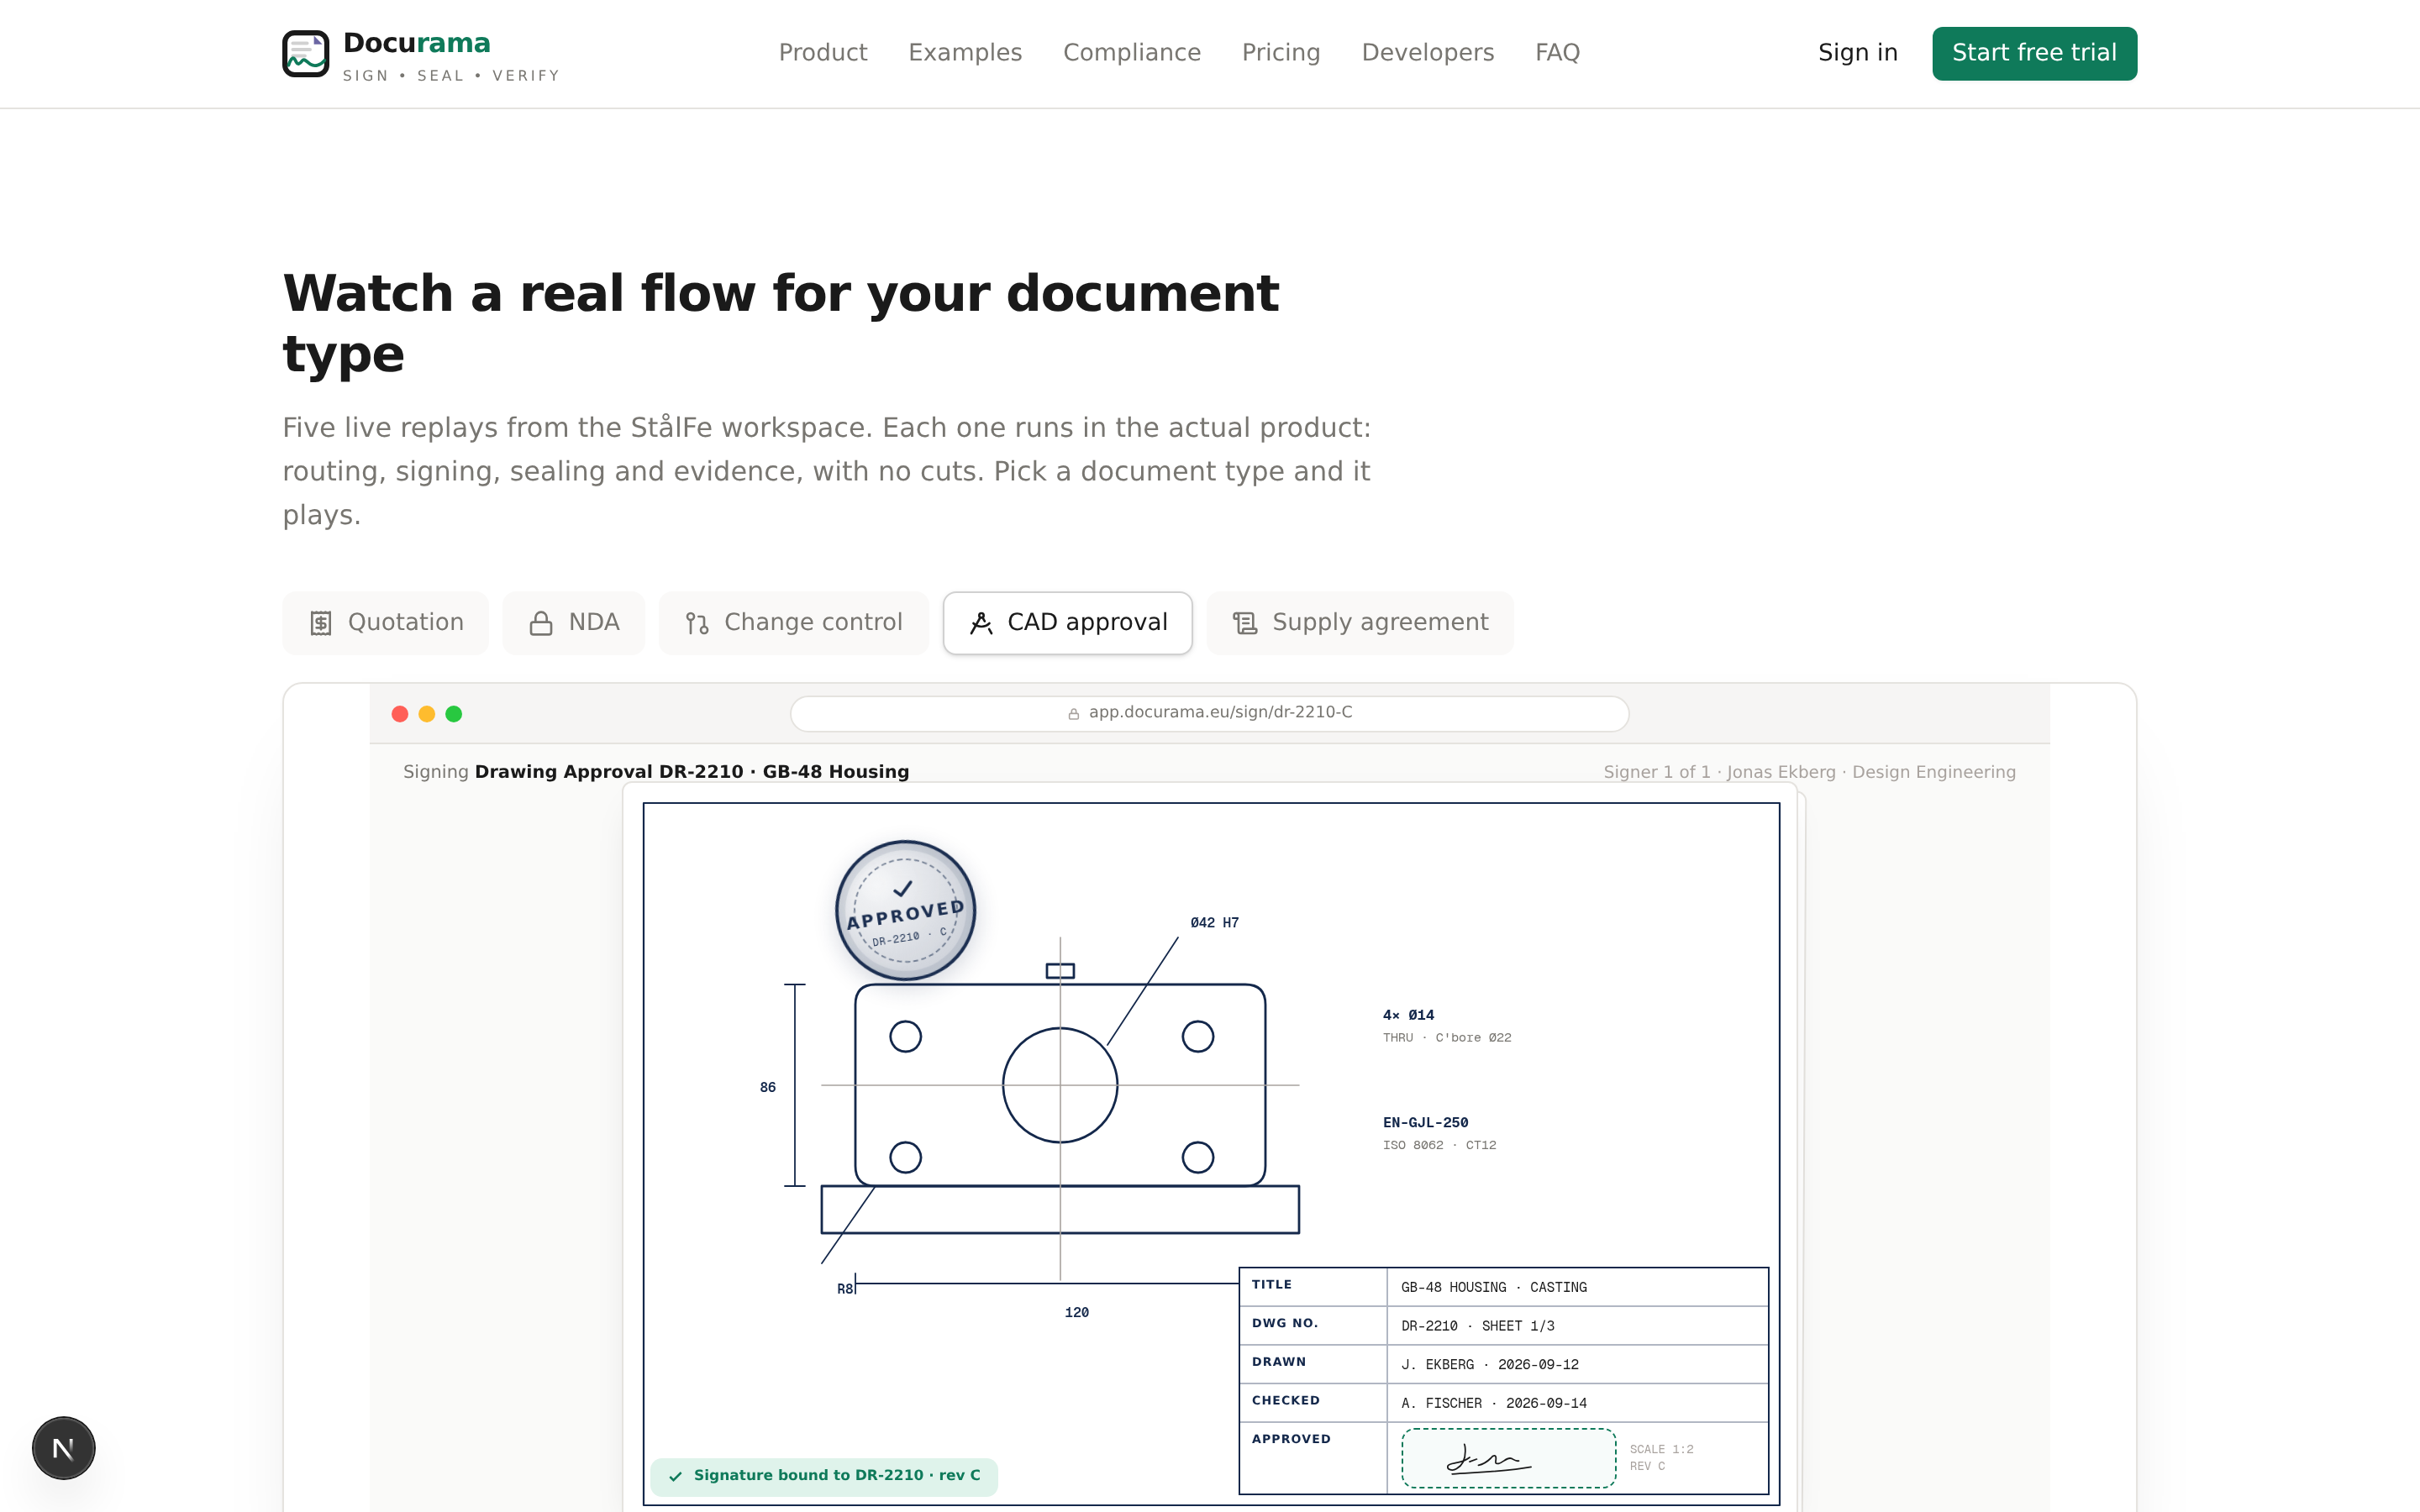 Docurama
SIGN • SEAL • VERIFY
Product
Examples
Compliance
Pricing
Developers
FAQ
Sign in
Start free trial
Watch a real flow for your document
type
Five live replays from the StålFe workspace. Each one runs in the actual product:
routing, signing, sealing and evidence, with no cuts. Pick a document type and it
plays.
Quotation
NDA
Change control
CAD approval
Supply agreement
app.docurama.eu/sign/dr-2210-C
Signing Drawing Approval DR-2210 · GB-48 Housing
Signer 1 of 1 · Jonas Ekberg · Design Engineering
APPROVED
DR-2210 · C
Ø42 H7
4× Ø14
THRU · C'bore Ø22
86
EN-GJL-250
ISO 8062 · CT12
R8
120
TITLE
GB-48 HOUSING · CASTING
DWG NO.
DR-2210 · SHEET 1/3
DRAWN
J. EKBERG · 2026-09-12
CHECKED
A. FISCHER · 2026-09-14
APPROVED
SCALE 1:2
REV C
Signature bound to DR-2210 · rev C
N